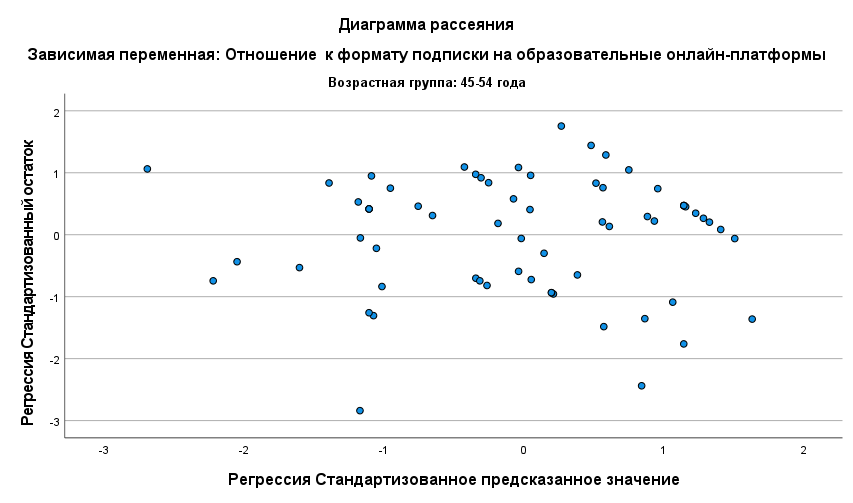 Диаграмма рассеяния
Зависимая переменная: Отношение к формату подписки на образовательные онлайн-платформы
Возрастная группа: 45-54 года
Регрессия Стандартизованный остаток
2
1
0
-1
-2
-3
-3 -2 -1 0 1 2
Регрессия Стандартизованное предсказанное значение